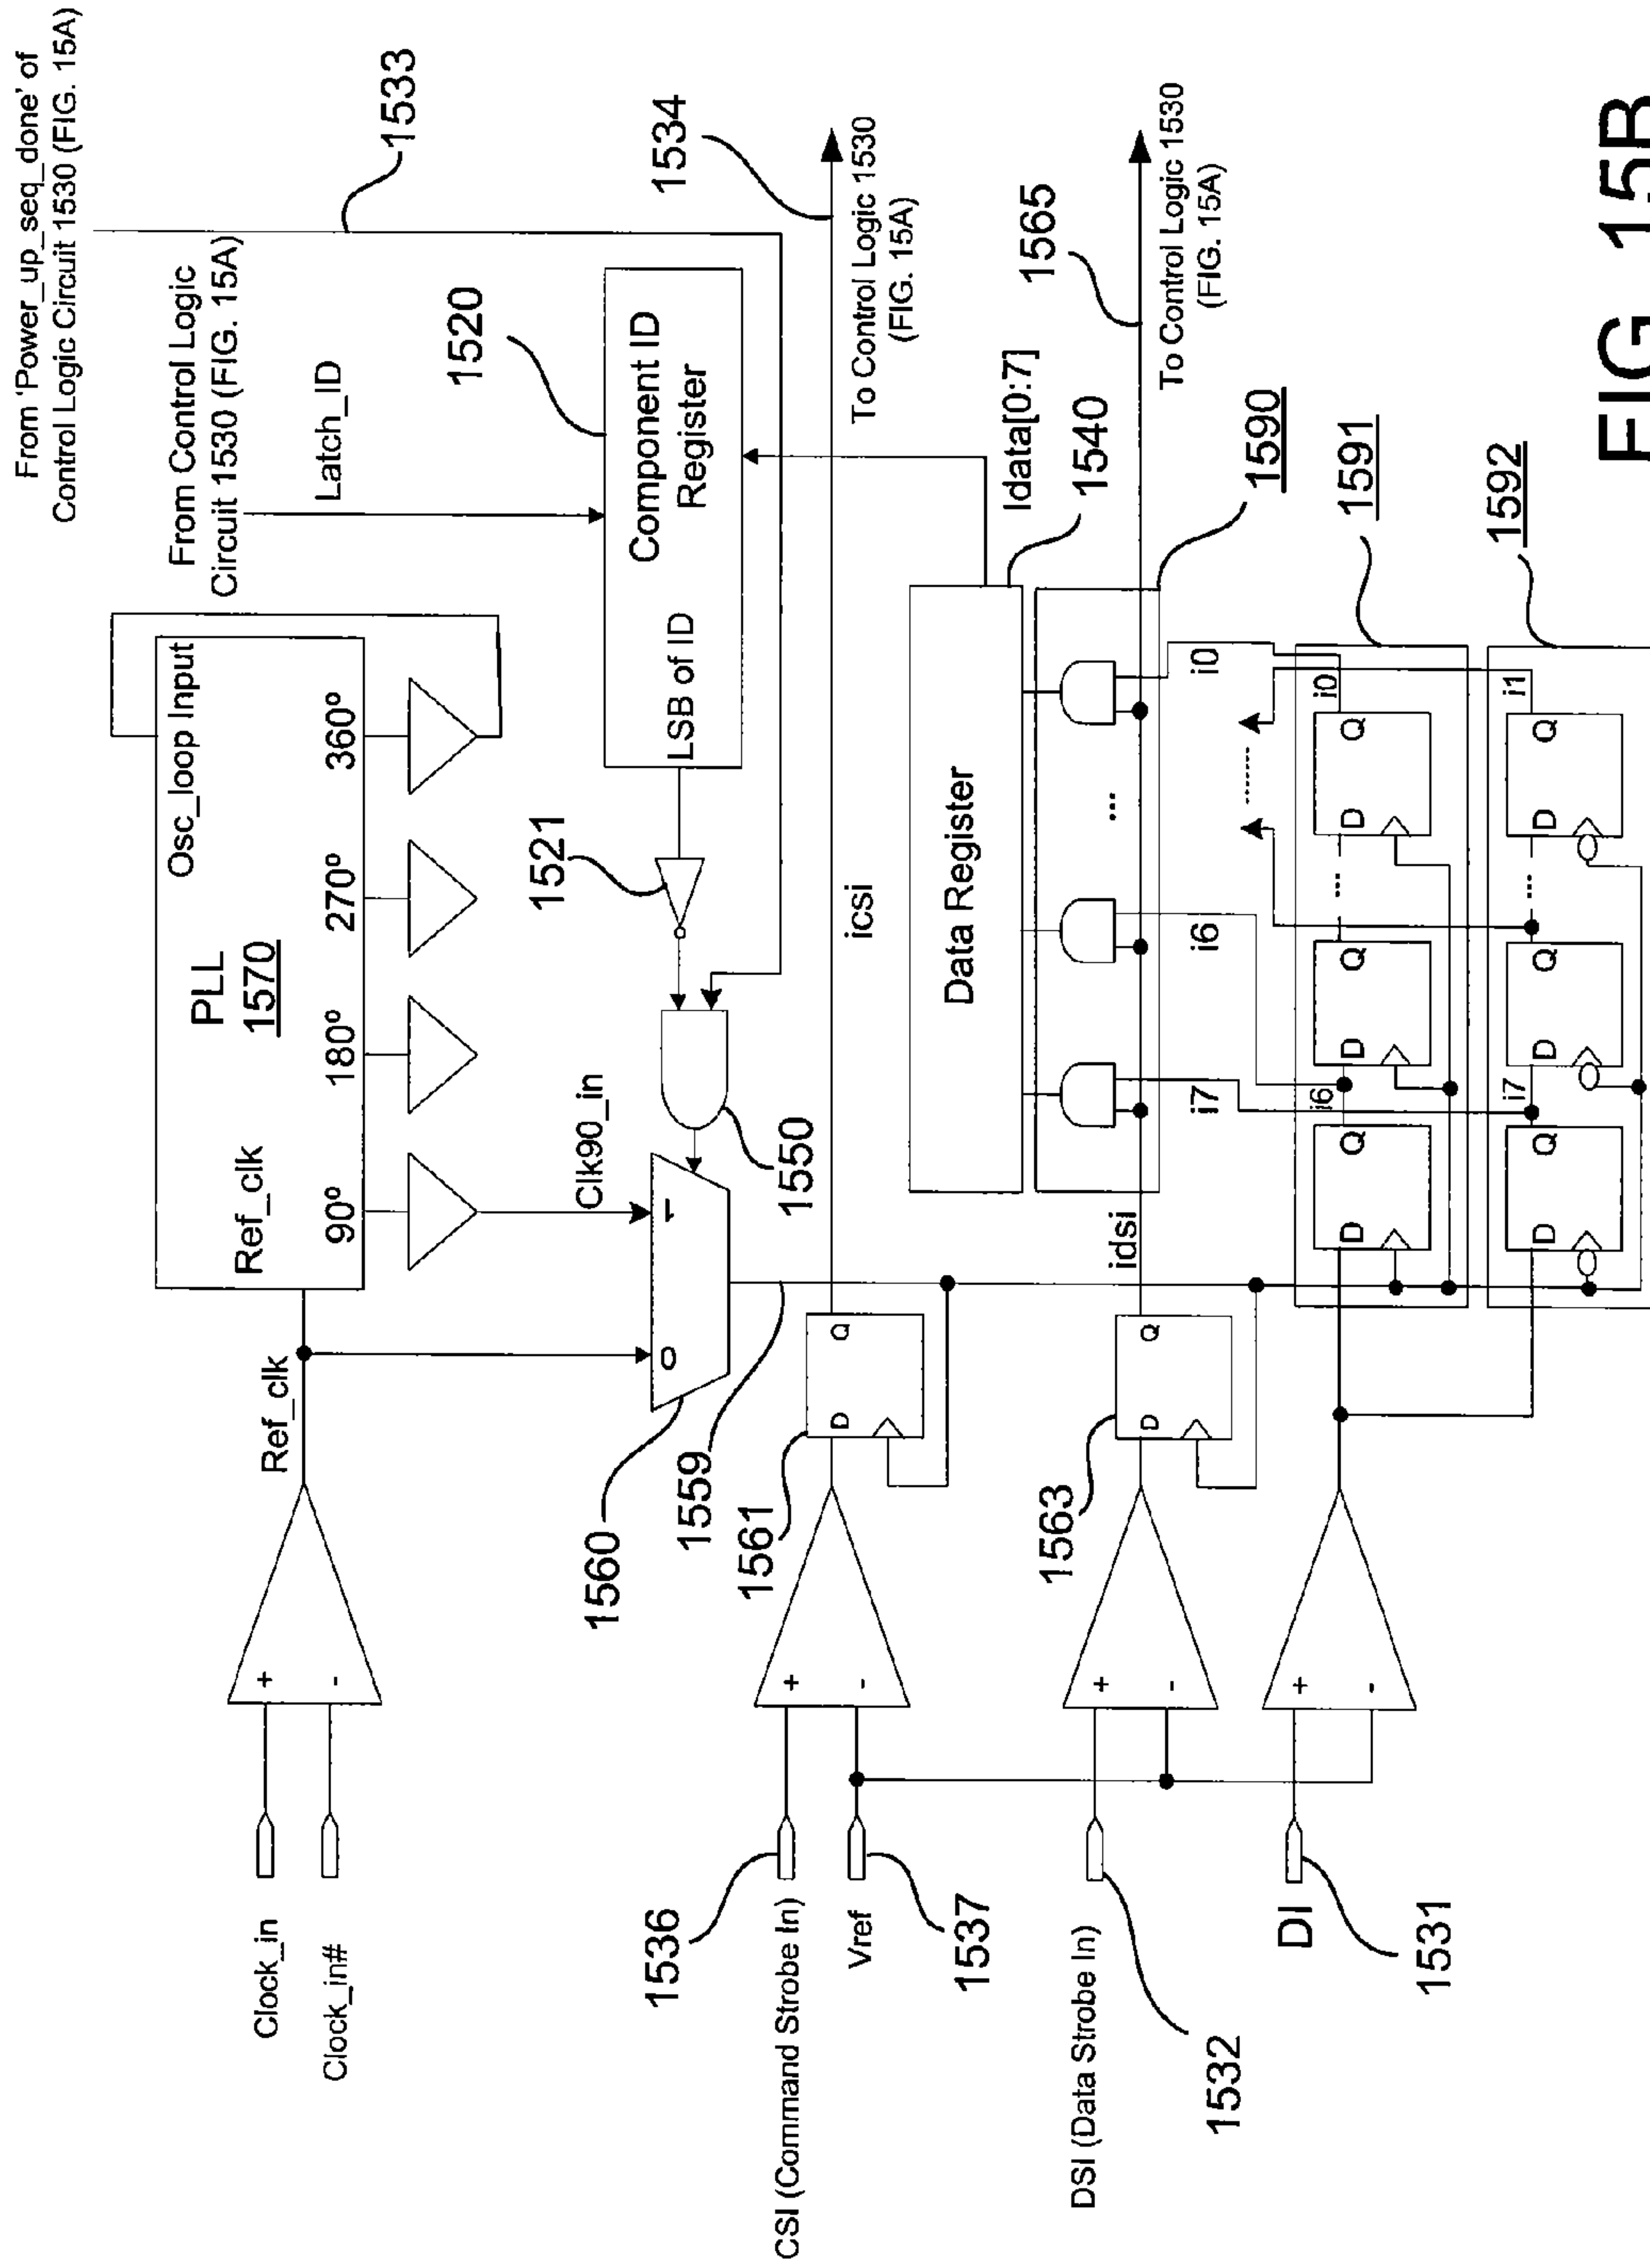 From 'Power_up_seq_done' of
Control Logic Circuit 1530 (FIG. 15A)
1533
From Control Logic
Circuit 1530 (FIG. 15A)
Latch_ID
Osc_loop Input
PLL
1570
Ref_clk
90º
180º
270º
360º
Clock_in
Clock_in#
+
-
Ref_clk
1520
Component ID
Register
LSB of ID
1521
Clk90_in
1550
0
1
1560
1559
1534
To Control Logic 1530
(FIG. 15A)
icsi
1561
D
Q
1536
CSI (Command Strobe In)
Vref
1537
+
-
Data Register
Idata[0:7]
1540
1565
To Control Logic 1530
(FIG. 15A)
1590
...
idsi
1563
D
Q
DSI (Data Strobe In)
1532
+
-
i7
i6
i0
1591
D
Q
i6
D
Q
...
D
Q
i0
DI
1531
+
-
1592
D
Q
i7
D
Q
...
D
Q
i1
FIG. 15B